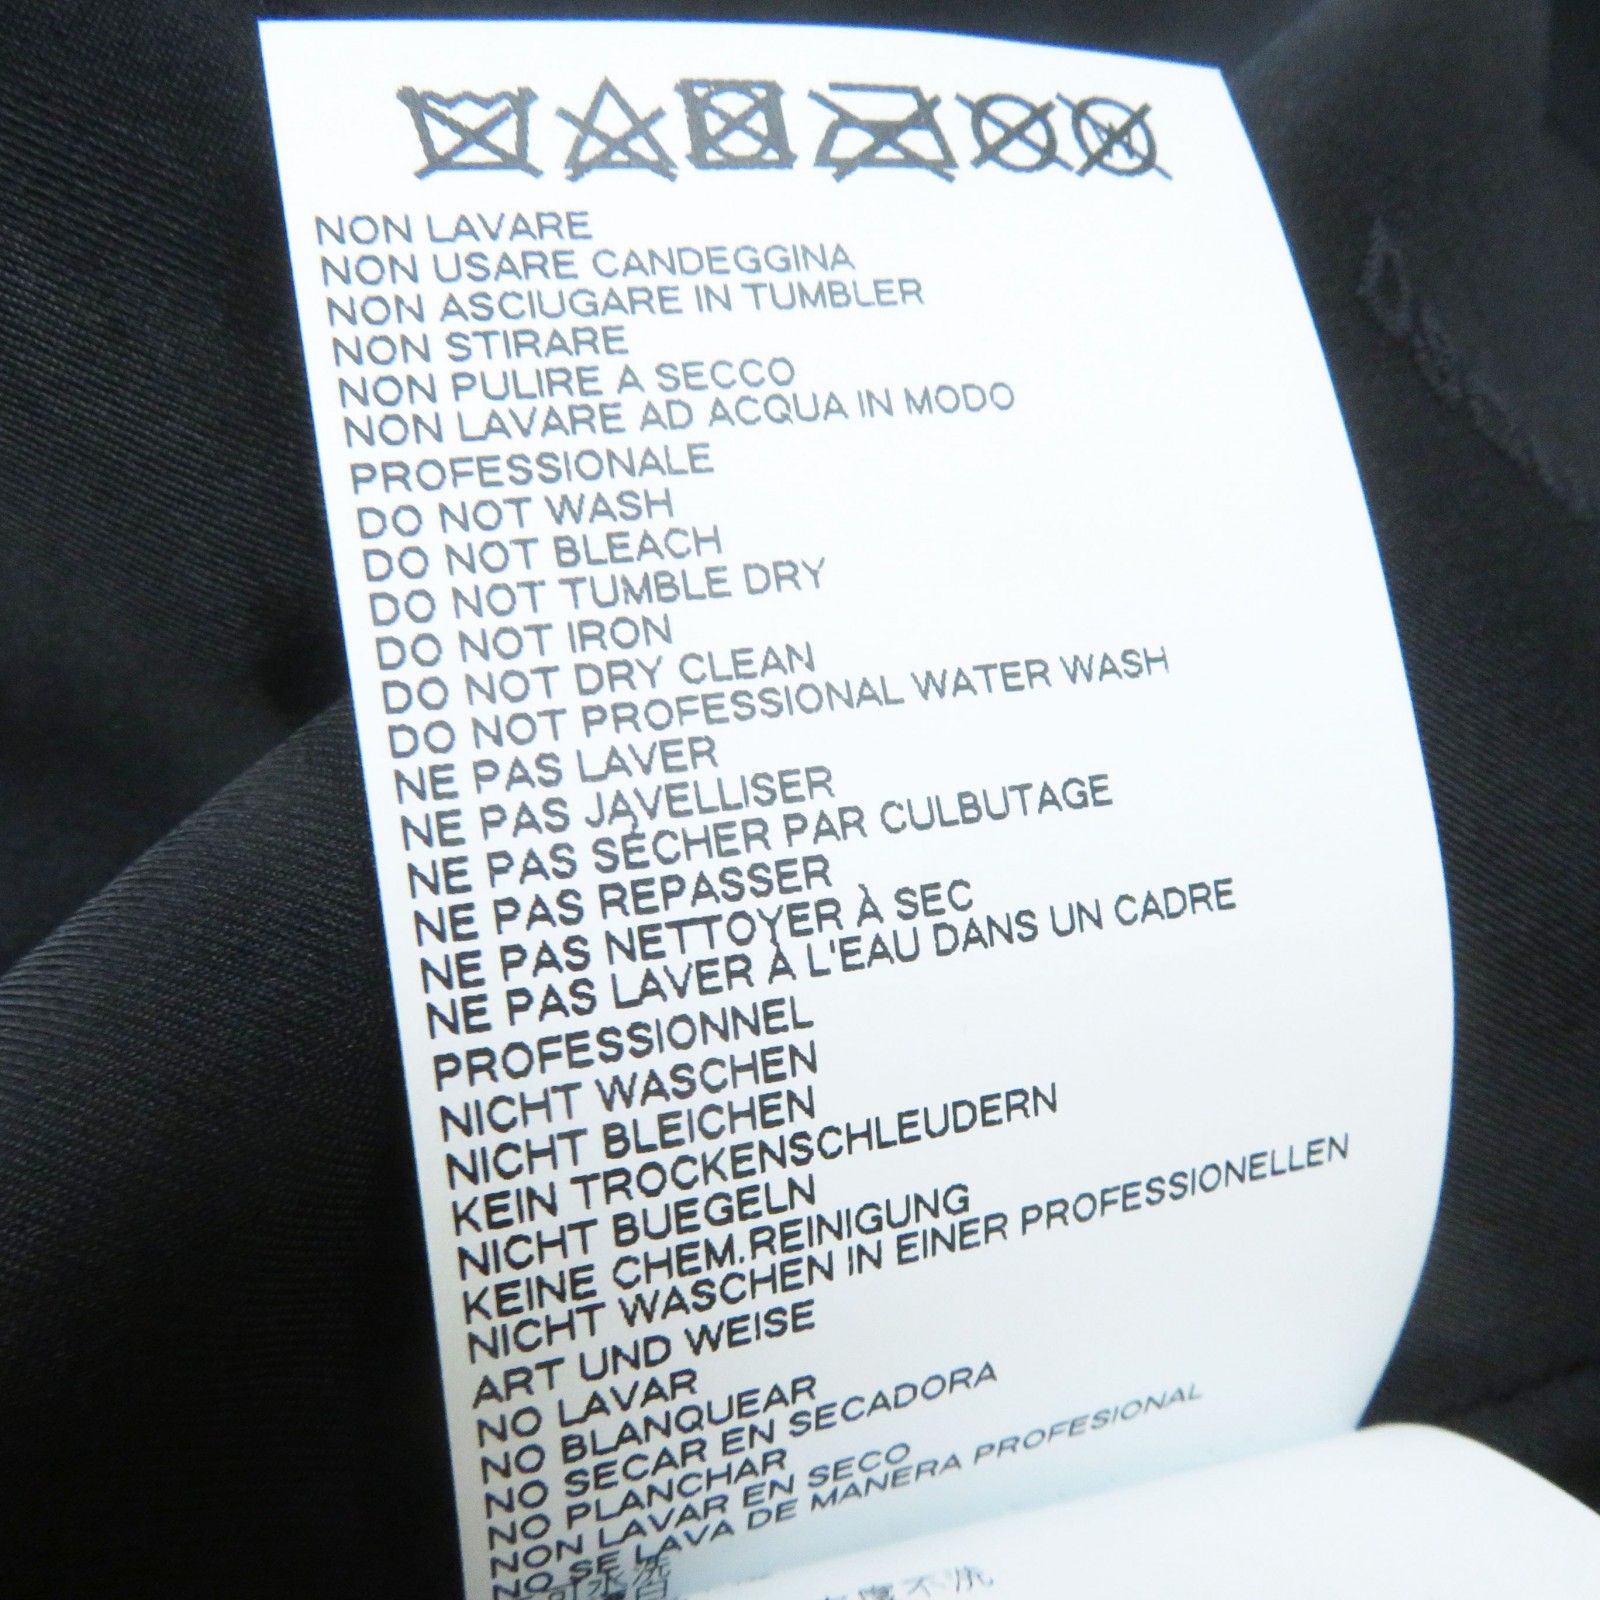 NON LAVARE
NON USARE CANDEGGINA
NON ASCIUGARE IN TUMBLER
NON STIRARE
NON PULIRE A SECCO
NON LAVARE AD ACQUA IN MODO
PROFESSIONALE
DO NOT WASH
DO NOT BLEACH
DO NOT TUMBLE DRY
DO NOT IRON
DO NOT DRY CLEAN
DO NOT PROFESSIONAL WATER WASH
NE PAS LAVER
NE PAS JAVELLISER
NE PAS SÉCHER PAR CULBUTAGE
NE PAS REPASSER
NE PAS NETTOYER À SEC
NE PAS LAVER À L'EAU DANS UN CADRE
PROFESSIONNEL
NICHT WASCHEN
NICHT BLEICHEN
KEIN TROCKENSCHLEUDERN
NICHT BUEGELN
KEINE CHEM.REINIGUNG
NICHT WASCHEN IN EINER PROFESSIONELLEN
ART UND WEISE
NO LAVAR
NO BLANQUEAR
NO SECAR EN SECADORA
NO PLANCHAR
NON LAVAR EN SECO
NO SE LAVA DE MANERA PROFESIONAL